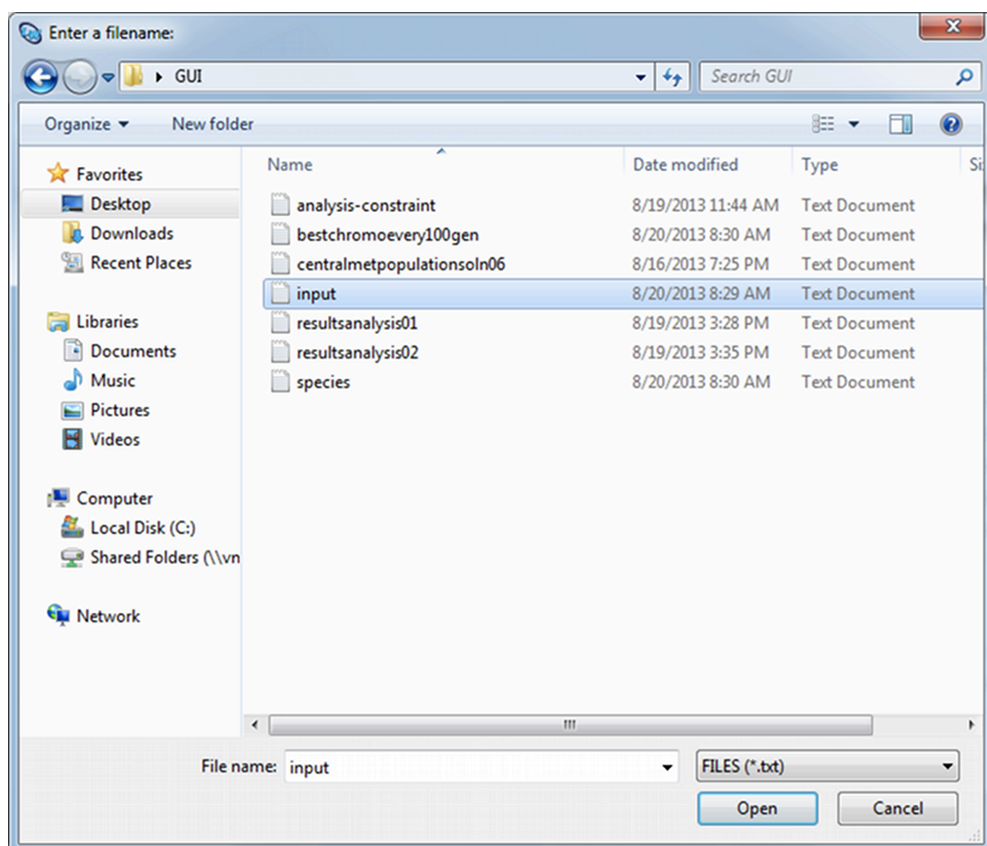 Enter a filename:
GUI
Search GUI
Organize
New folder
Name Date modified Type
Favorites
Desktop
Downloads
Recent Places
Libraries
Documents
Music
Pictures
Videos
Computer
Local Disk (C:)
Shared Folders (\\vn
Network
analysis-constraint 8/19/2013 11:44 AM Text Document
bestchromoevery100gen 8/20/2013 8:30 AM Text Document
centralmetpopulationsoln06 8/16/2013 7:25 PM Text Document
input 8/20/2013 8:29 AM Text Document
resultsanalysis01 8/19/2013 3:28 PM Text Document
resultsanalysis02 8/19/2013 3:35 PM Text Document
species 8/20/2013 8:30 AM Text Document
File name: input FILES (*.txt)
Open Cancel